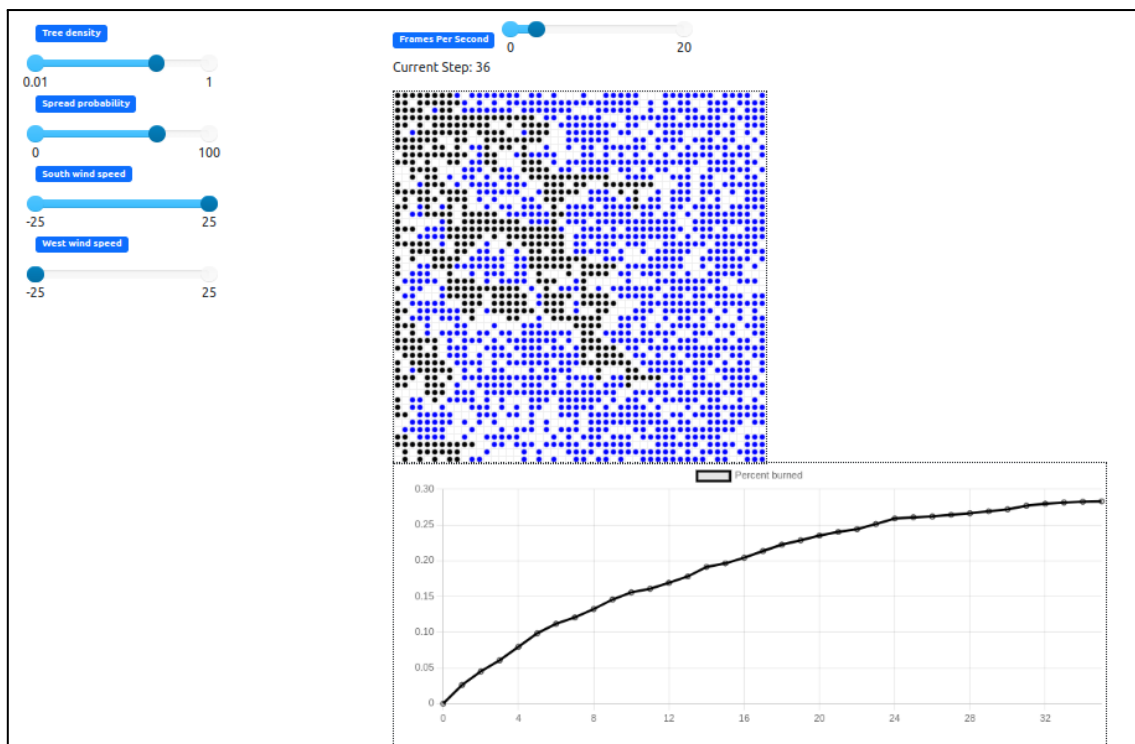 Tree density
0.01 1
Spread probability
0 100
South wind speed
-25 25
West wind speed
-25 25
Frames Per Second
0 20
Current Step: 36
Percent burned
0.30
0.25
0.20
0.15
0.10
0.05
0
0 4 8 12 16 20 24 28 32